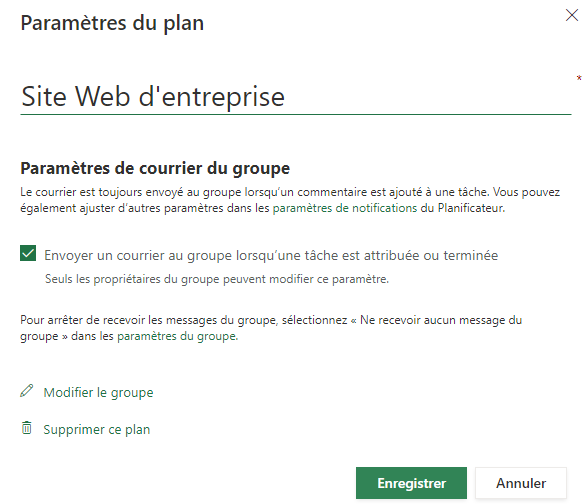 Paramètres du plan
*
Site Web d'entreprise
Paramètres de courrier du groupe
Le courrier est toujours envoyé au groupe lorsqu'un commentaire est ajouté à une tâche. Vous pouvez
également ajuster d'autres paramètres dans les paramètres de notifications du Planificateur.
Envoyer un courrier au groupe lorsqu'une tâche est attribuée ou terminée
Seuls les propriétaires du groupe peuvent modifier ce paramètre.
Pour arrêter de recevoir les messages du groupe, sélectionnez « Ne recevoir aucun message du
groupe » dans les paramètres du groupe.
Modifier le groupe
Supprimer ce plan
Enregistrer
Annuler